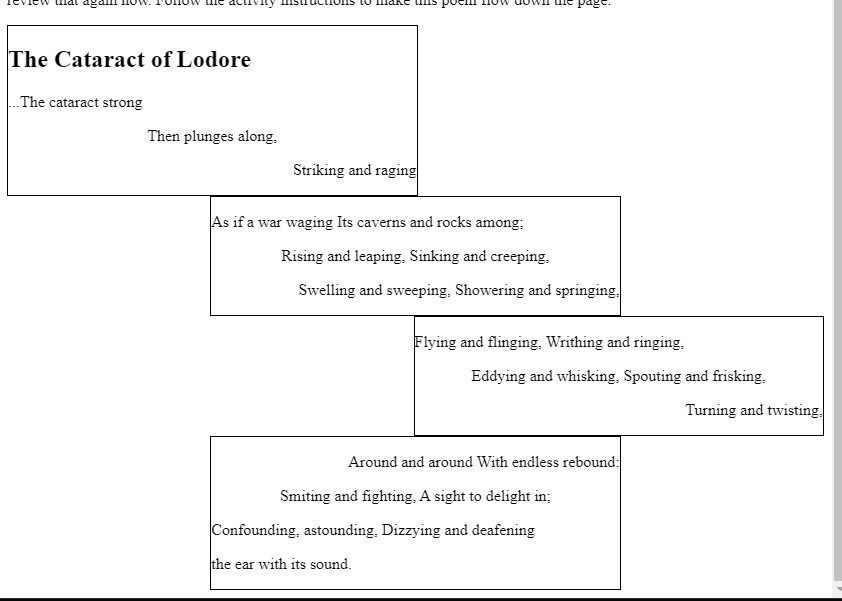 review that again now. Follow the activity instructions to make this poem flow down the page.
The Cataract of Lodore
...The cataract strong
Then plunges along,
Striking and raging
As if a war waging Its caverns and rocks among;
Rising and leaping, Sinking and creeping,
Swelling and sweeping, Showering and springing,
Flying and flinging, Writhing and ringing,
Eddying and whisking, Spouting and frisking,
Turning and twisting,
Around and around With endless rebound:
Smiting and fighting, A sight to delight in;
Confounding, astounding, Dizzying and deafening
the ear with its sound.